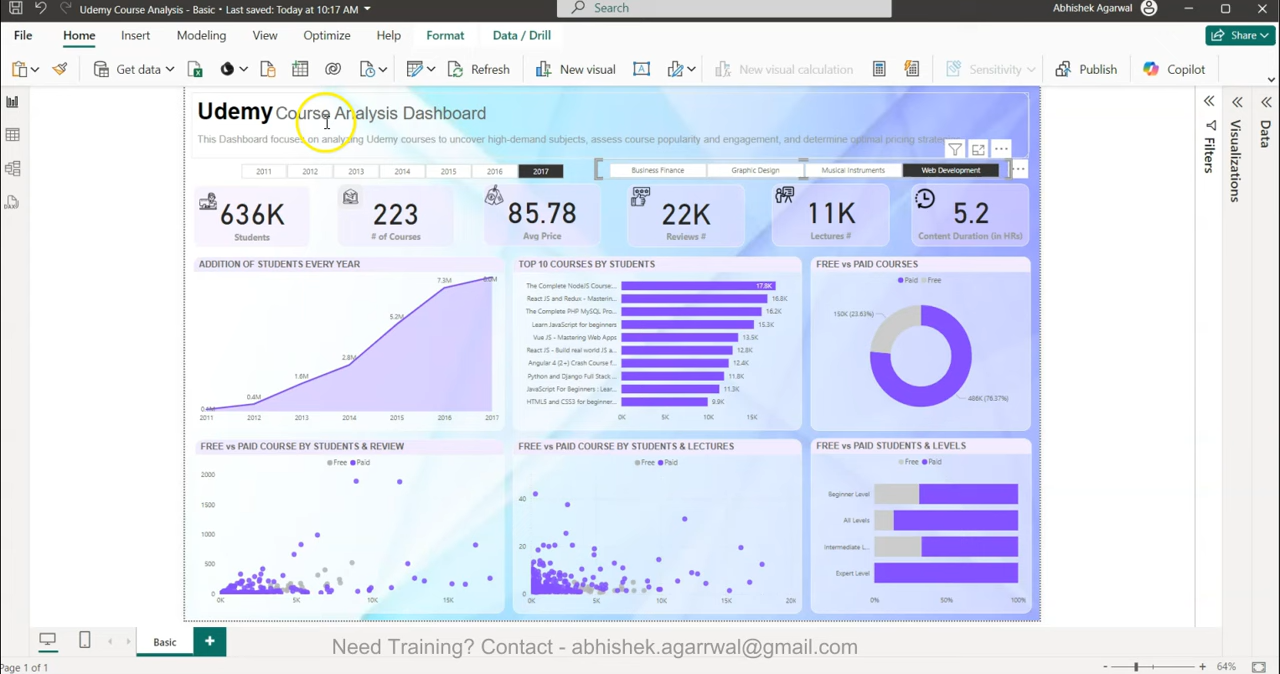 Udemy Course Analysis - Basic • Last saved: Today at 10:17 AM
Search
Abhishek Agarwal
File Home Insert Modeling View Optimize Help Format Data / Drill
Share
Get data
Refresh
New visual
New visual calculation
Sensitivity
Publish
Copilot
Udemy Course Analysis Dashboard
This Dashboard focuses on analyzing Udemy courses to uncover high-demand subjects, assess course popularity and engagement, and determine optimal pricing
2011 2012 2013 2014 2015 2016 2017
Business Finance Graphic Design Musical Instruments Web Development
636K
Students
223
# of Courses
85.78
Avg Price
22K
Reviews #
11K
Lectures #
5.2
Content Duration (in HRs)
ADDITION OF STUDENTS EVERY YEAR
7.3M
5.2M
2.8M
1.6M
0.4M
2011 2012 2013 2014 2015 2016 2017
TOP 10 COURSES BY STUDENTS
The Complete NodeJS Course:... 17.8K
React JS and Redux - Masterin... 16.8K
The Complete PHP MySQL Pro... 16.2K
Learn JavaScript for beginners 15.3K
Vue JS - Mastering Web Apps 13.5K
React JS - Build real world JS a... 12.8K
Angular 4 (2+) Crash Course f... 12.4K
Python and Django Full Stack ... 11.8K
JavaScript For Beginners : Lear... 11.3K
HTML5 and CSS3 for beginner... 9.9K
0K 5K 10K 15K
FREE vs PAID COURSES
Paid Free
150K (23.63%)
486K (76.37%)
FREE vs PAID COURSE BY STUDENTS & REVIEW
Free Paid
2000
1500
1000
500
0
0K 5K 10K 15K
FREE vs PAID COURSE BY STUDENTS & LECTURES
Free Paid
40
20
0
0K 5K 10K 15K 20K
FREE vs PAID STUDENTS & LEVELS
Free Paid
Beginner Level
All Levels
Intermediate L...
Expert Level
0% 50% 100%
Filters
Visualizations
Data
Basic
Need Training? Contact - abhishek.agarrwal@gmail.com
Page 1 of 1
64%